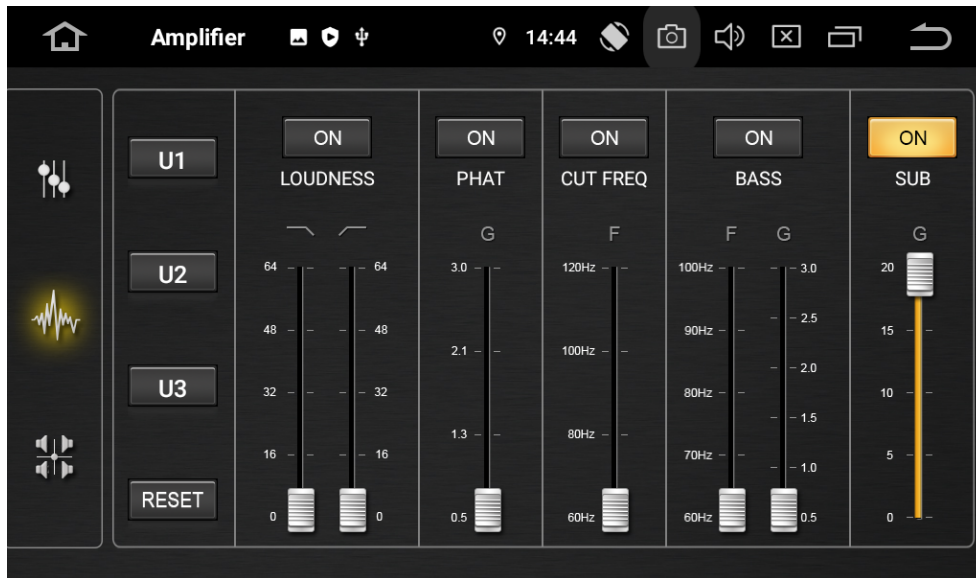 Amplifier 14:44
ON ON ON ON ON
LOUDNESS PHAT CUT FREQ BASS SUB
U1
U2
U3
RESET
G F F G G
64 64 3.0 120Hz 100Hz 3.0 20
48 48 2.1 100Hz 90Hz 2.5 15
2.0
32 32 80Hz 10
1.5
1.3 80Hz
16 16 70Hz 5
1.0
0 0 0.5 60Hz 60Hz 0.5 0